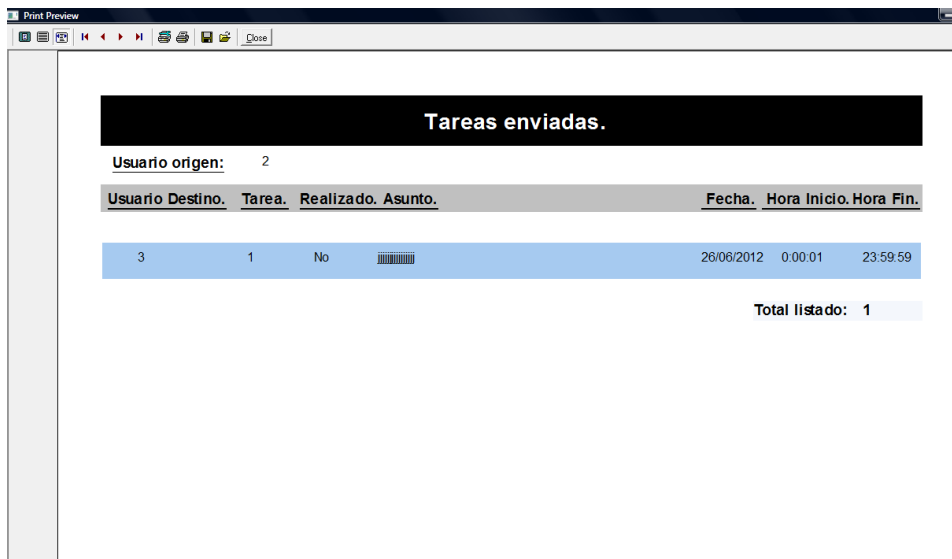 Print Preview
Close
Tareas enviadas.
Usuario origen: 2
Usuario Destino. Tarea. Realizado. Asunto. Fecha. Hora Inicio. Hora Fin.
3 1 No 26/06/2012 0:00:01 23:59:59
Total listado: 1